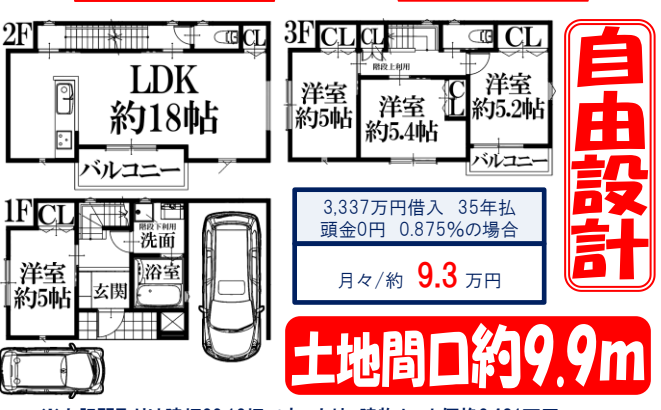 2F
CL
LDK
約18帖
バルコニー
3F
CL
CL
CL
階段上利用
洋室
約5帖
洋室
約5.4帖
CL
洋室
約5.2帖
バルコニー
自由設計
1F
CL
階段下利用
洗面
洋室
約5帖
玄関
浴室
3,337万円借入 35年払
頭金0円 0.875%の場合
月々/約 9.3 万円
土地間口約9.9m